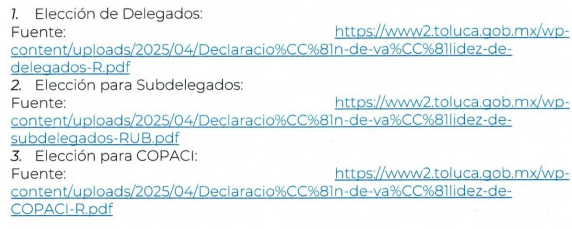 1. Elección de Delegados:
Fuente: https://www2.toluca.gob.mx/wp-
content/uploads/2025/04/Declaracio%CC%81n-de-va%CC%81lidez-de-
delegados-R.pdf
2. Elección para Subdelegados:
Fuente: https://www2.toluca.gob.mx/wp-
content/uploads/2025/04/Declaracio%CC%81n-de-va%CC%81lidez-de-
subdelegados-RUB.pdf
3. Elección para COPACI:
Fuente: https://www2.toluca.gob.mx/wp-
content/uploads/2025/04/Declaracio%CC%81n-de-va%CC%81lidez-de-
COPACI-R.pdf